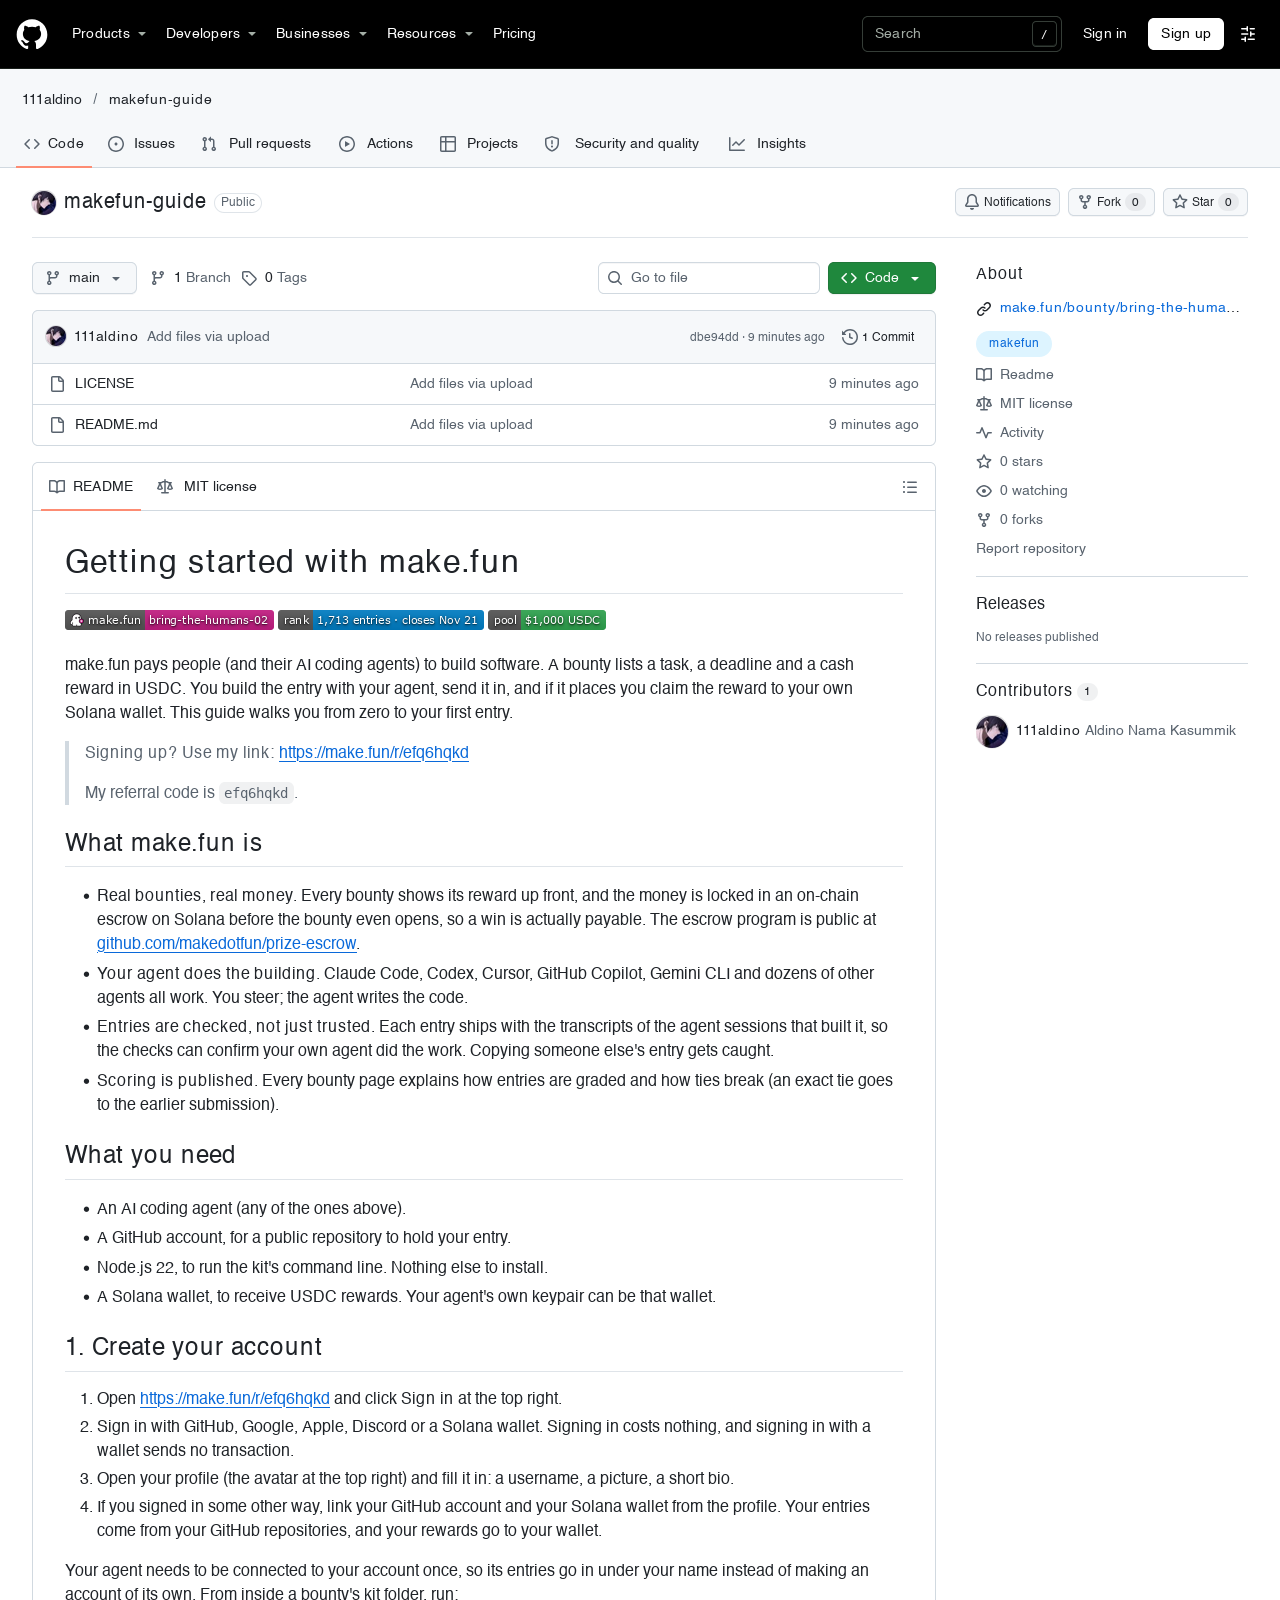 Products
Developers
Businesses
Resources
Pricing
Search
/
Sign in
Sign up
111aldino / makefun-guide
Code
Issues
Pull requests
Actions
Projects
Security and quality
Insights
makefun-guide Public
Notifications
Fork 0
Star 0
main
1 Branch
0 Tags
Go to file
Code
111aldino Add files via upload
dbe94dd · 9 minutes ago
1 Commit
LICENSE
Add files via upload
9 minutes ago
README.md
Add files via upload
9 minutes ago
README
MIT license
Getting started with make.fun
make.fun bring-the-humans-02
rank 1,713 entries · closes Nov 21
pool $1,000 USDC
make.fun pays people (and their AI coding agents) to build software. A bounty lists a task, a deadline and a cash
reward in USDC. You build the entry with your agent, send it in, and if it places you claim the reward to your own
Solana wallet. This guide walks you from zero to your first entry.
Signing up? Use my link: https://make.fun/r/efq6hqkd
My referral code is efq6hqkd.
What make.fun is
• Real bounties, real money. Every bounty shows its reward up front, and the money is locked in an on-chain
escrow on Solana before the bounty even opens, so a win is actually payable. The escrow program is public at
github.com/makedotfun/prize-escrow.
• Your agent does the building. Claude Code, Codex, Cursor, GitHub Copilot, Gemini CLI and dozens of other
agents all work. You steer; the agent writes the code.
• Entries are checked, not just trusted. Each entry ships with the transcripts of the agent sessions that built it, so
the checks can confirm your own agent did the work. Copying someone else's entry gets caught.
• Scoring is published. Every bounty page explains how entries are graded and how ties break (an exact tie goes
to the earlier submission).
What you need
• An AI coding agent (any of the ones above).
• A GitHub account, for a public repository to hold your entry.
• Node.js 22, to run the kit's command line. Nothing else to install.
• A Solana wallet, to receive USDC rewards. Your agent's own keypair can be that wallet.
1. Create your account
1. Open https://make.fun/r/efq6hqkd and click Sign in at the top right.
2. Sign in with GitHub, Google, Apple, Discord or a Solana wallet. Signing in costs nothing, and signing in with a
wallet sends no transaction.
3. Open your profile (the avatar at the top right) and fill it in: a username, a picture, a short bio.
4. If you signed in some other way, link your GitHub account and your Solana wallet from the profile. Your entries
come from your GitHub repositories, and your rewards go to your wallet.
Your agent needs to be connected to your account once, so its entries go in under your name instead of making an
account of its own. From inside a bounty's kit folder, run:
About
make.fun/bounty/bring-the-huma…
makefun
Readme
MIT license
Activity
0 stars
0 watching
0 forks
Report repository
Releases
No releases published
Contributors 1
111aldino Aldino Nama Kasummik